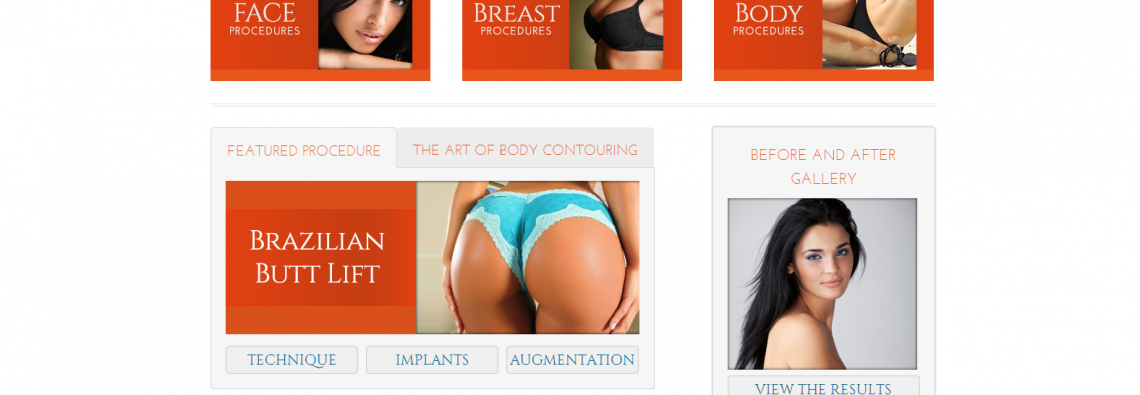 FACE
PROCEDURES
BREAST
PROCEDURES
BODY
PROCEDURES
FEATURED PROCEDURE
THE ART OF BODY CONTOURING
BRAZILIAN
BUTT LIFT
TECHNIQUE
IMPLANTS
AUGMENTATION
BEFORE AND AFTER
GALLERY
VIEW THE RESULTS